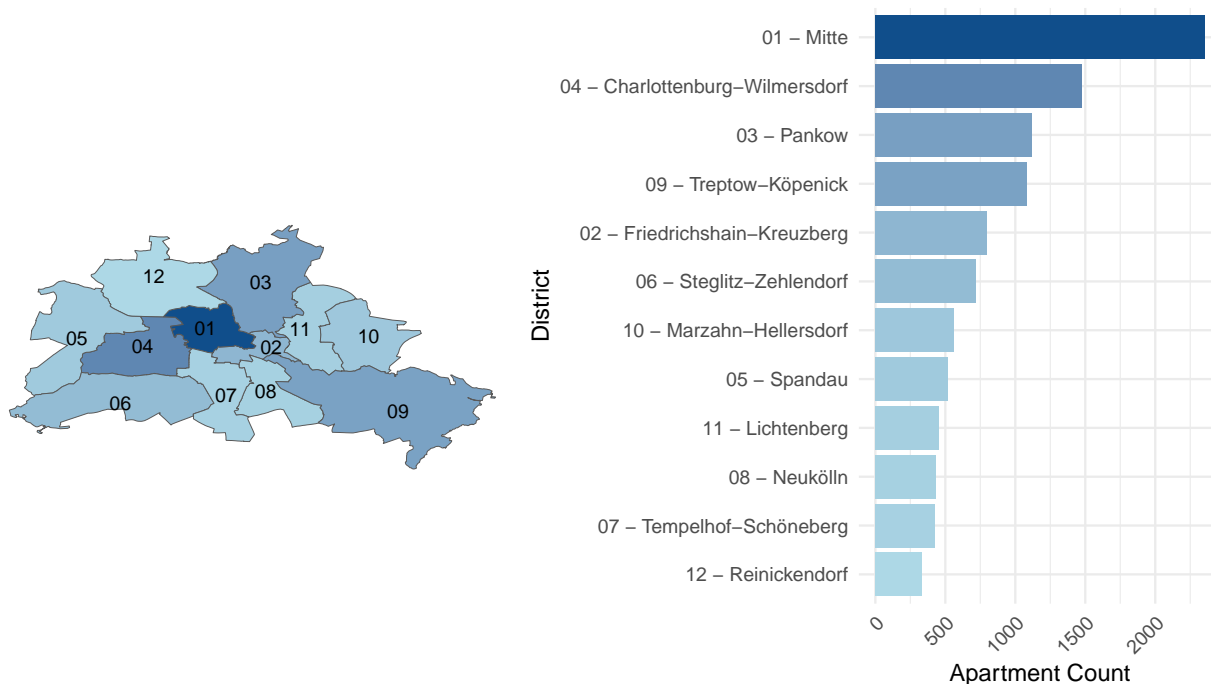 12
03
05
04
01
11
10
02
06
07
08
09
District
01 – Mitte
04 – Charlottenburg–Wilmersdorf
03 – Pankow
09 – Treptow–Köpenick
02 – Friedrichshain–Kreuzberg
06 – Steglitz–Zehlendorf
10 – Marzahn–Hellersdorf
05 – Spandau
11 – Lichtenberg
08 – Neukölln
07 – Tempelhof–Schöneberg
12 – Reinickendorf
0
500
1000
1500
2000
Apartment Count